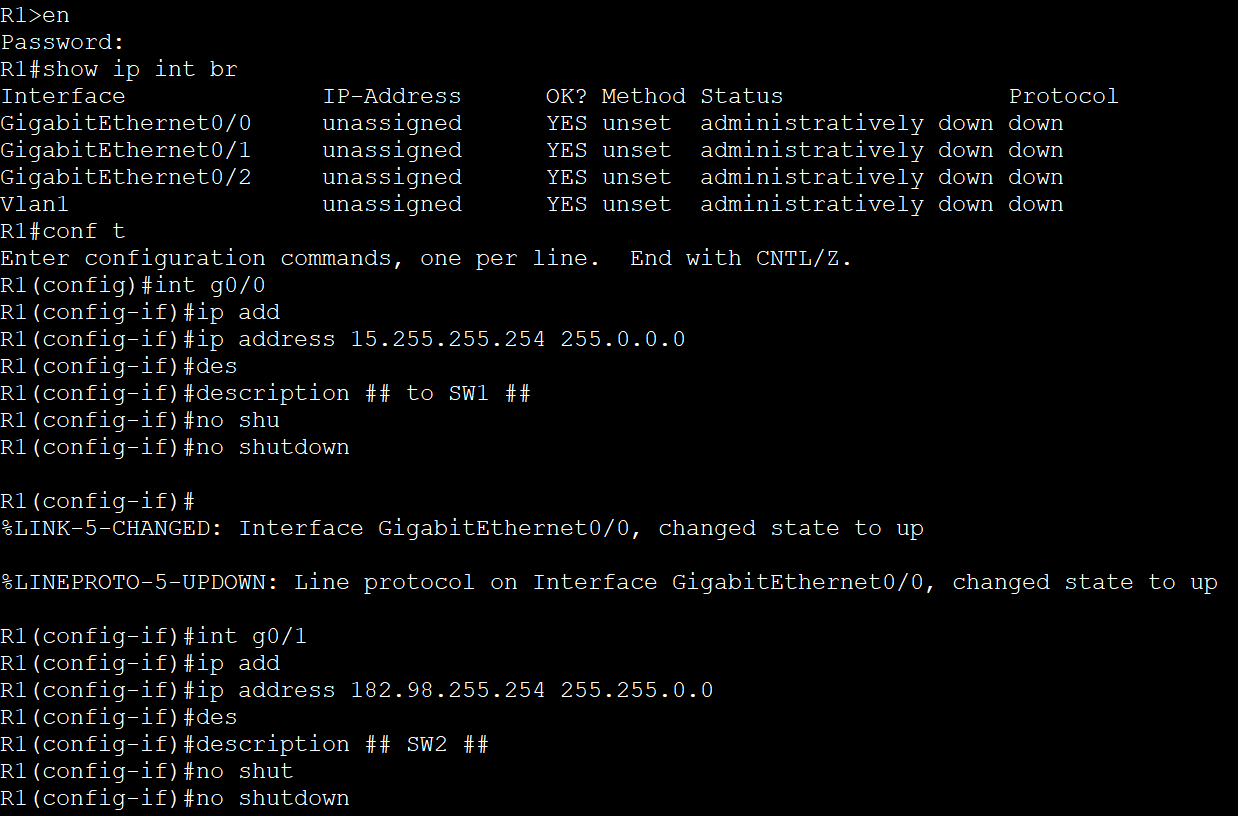 R1>en
Password:
R1#show ip int br
Interface              IP-Address      OK? Method Status                Protocol
GigabitEthernet0/0     unassigned      YES unset  administratively down down
GigabitEthernet0/1     unassigned      YES unset  administratively down down
GigabitEthernet0/2     unassigned      YES unset  administratively down down
Vlan1                  unassigned      YES unset  administratively down down
R1#conf t
Enter configuration commands, one per line.  End with CNTL/Z.
R1(config)#int g0/0
R1(config-if)#ip add
R1(config-if)#ip address 15.255.255.254 255.0.0.0
R1(config-if)#des
R1(config-if)#description ## to SW1 ##
R1(config-if)#no shu
R1(config-if)#no shutdown
R1(config-if)#
%LINK-5-CHANGED: Interface GigabitEthernet0/0, changed state to up
%LINEPROTO-5-UPDOWN: Line protocol on Interface GigabitEthernet0/0, changed state to up
R1(config-if)#int g0/1
R1(config-if)#ip add
R1(config-if)#ip address 182.98.255.254 255.255.0.0
R1(config-if)#des
R1(config-if)#description ## SW2 ##
R1(config-if)#no shut
R1(config-if)#no shutdown